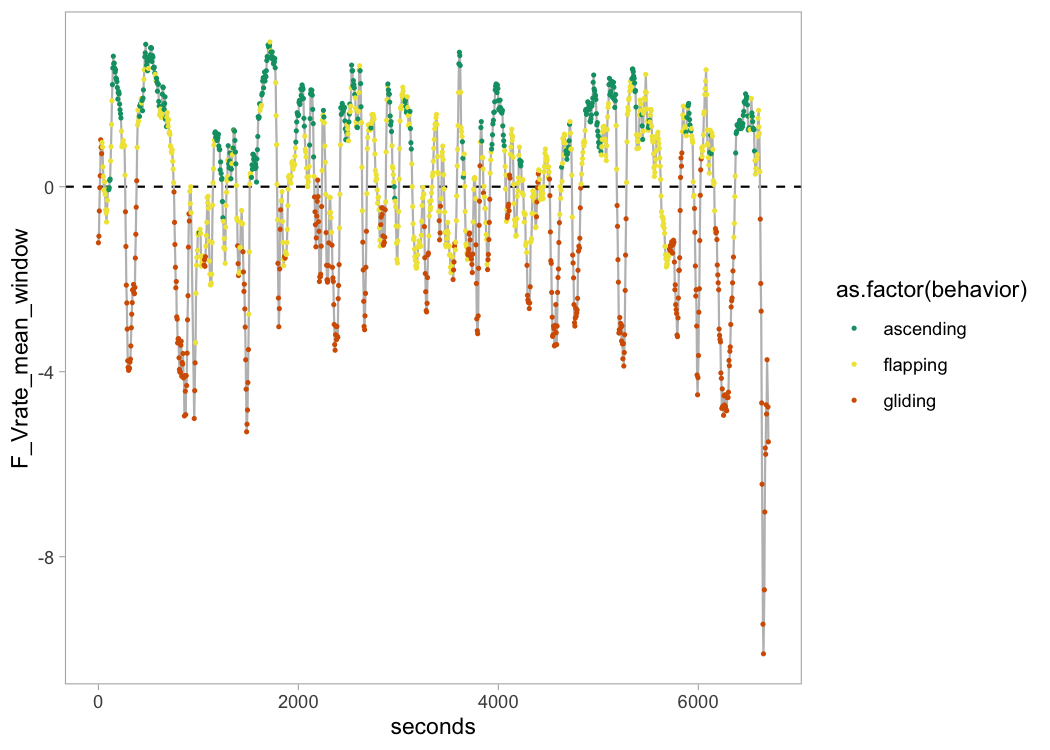 F_Vrate_mean_window
0
-4
-8
0
2000
4000
6000
seconds
as.factor(behavior)
ascending
flapping
gliding